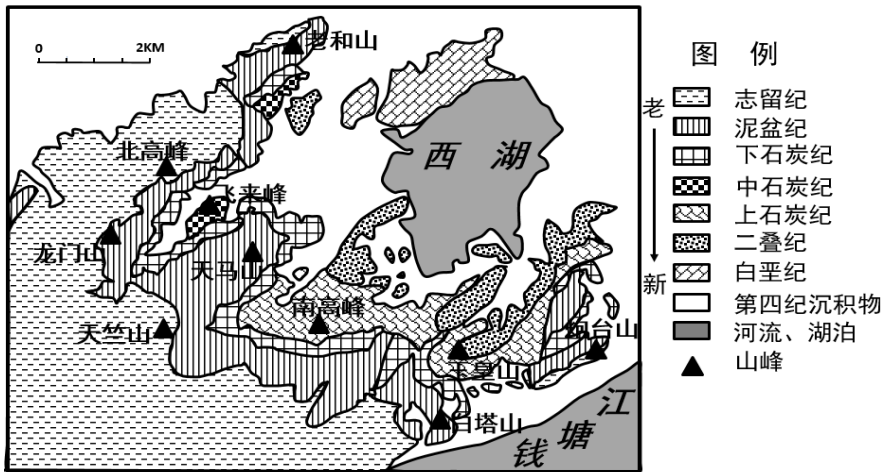 0 2KM
老和山
北高峰
飞来峰
龙门山
天马山
天竺山
南高峰
玉皇山
炮台山
白塔山
西湖
钱塘江
图 例
老
新
志留纪
泥盆纪
下石炭纪
中石炭纪
上石炭纪
二叠纪
白垩纪
第四纪沉积物
河流、湖泊
山峰